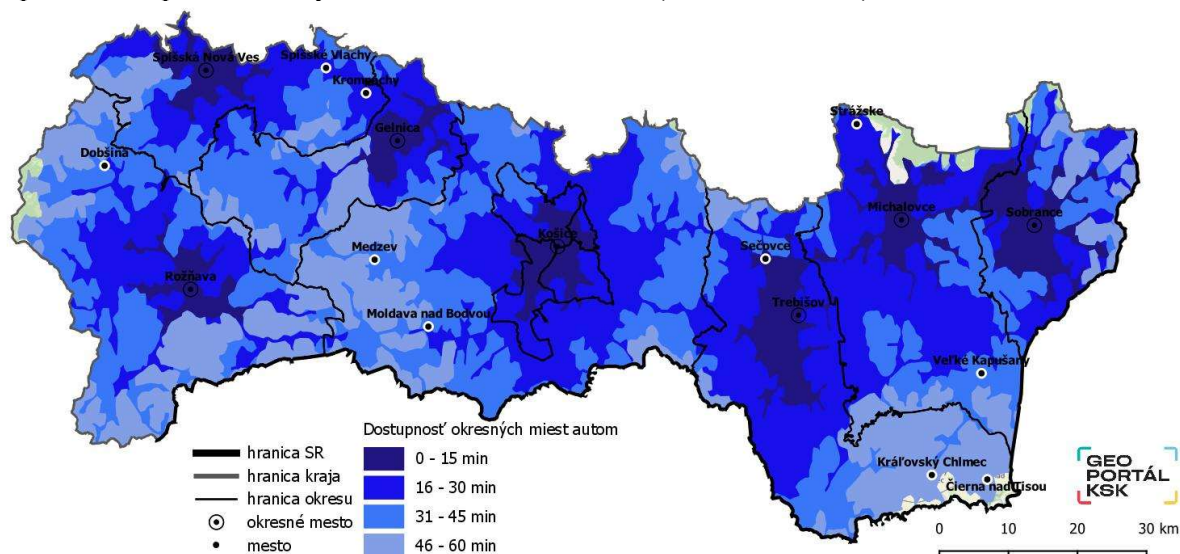 Spišská Nová Ves
Spišské Vlachy
Krompachy
Gelnica
Strážske
Dobšiná
Michalovce
Sobrance
Košice
Medzev
Sečovce
Rožňava
Trebišov
Moldava nad Bodvou
Veľké Kapušany
Kráľovský Chlmec
Čierna nad Tisou
Dostupnosť okresných miest autom
hranica SR
hranica kraja
hranica okresu
okresné mesto
mesto
0 - 15 min
16 - 30 min
31 - 45 min
46 - 60 min
GEO
PORTÁL
KSK
0 10 20 30 km